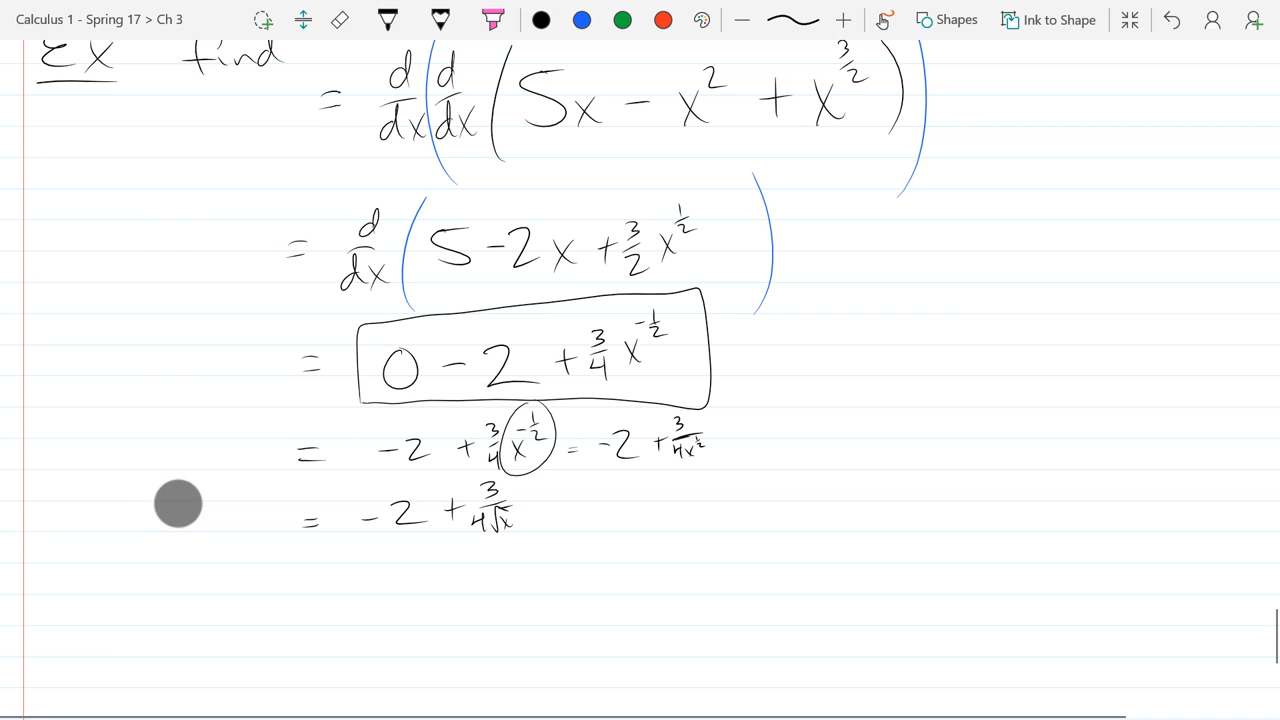 Calculus 1 - Spring 17 > Ch 3
Shapes
Ink to Shape
Ex find
= d/dx (d/dx (5x - x^2 + x^(3/2)))
= d/dx (5 - 2x + 3/2 x^(1/2))
= 0 - 2 + 3/4 x^(-1/2)
= -2 + 3/4 x^(-1/2) = -2 + 3/(4x^(1/2))
= -2 + 3/(4√x)